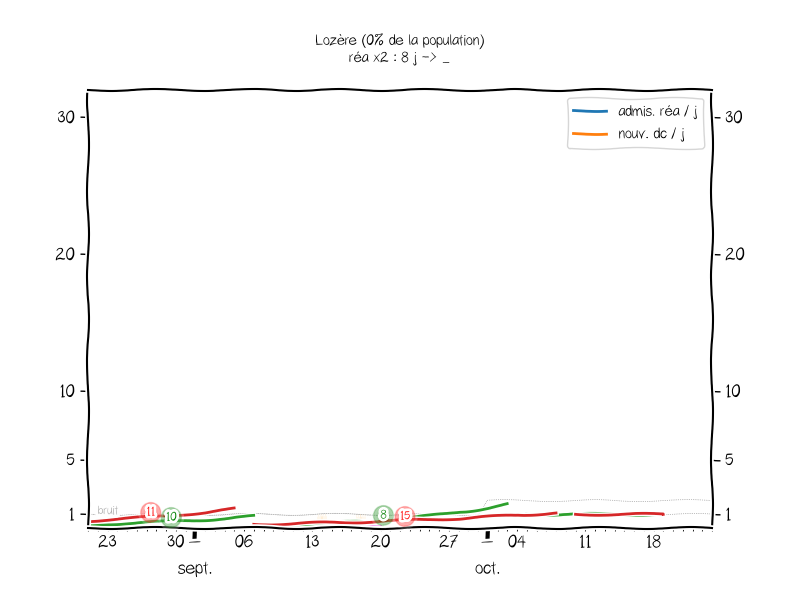 Lozère (0% de la population)
réa x2 : 8 j -> _
admis. réa / j
nouv. dc / j
30 30
20 20
10 10
5 5
1 1
bruit
11 10 8 15
23 30 06 13 20 27 04 11 18
sept. oct.